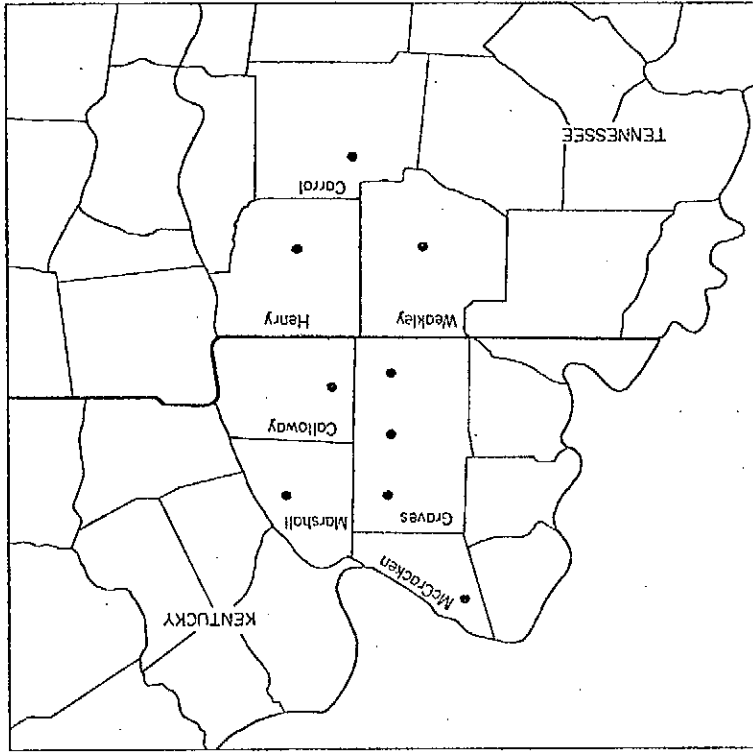 KENTUCKY
McCracken
Graves
Marshall
Calloway
Weakley
Henry
Carrol
TENNESSEE